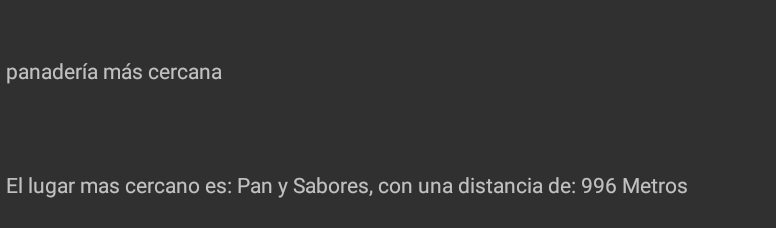 panadería más cercana
El lugar mas cercano es: Pan y Sabores, con una distancia de: 996 Metros